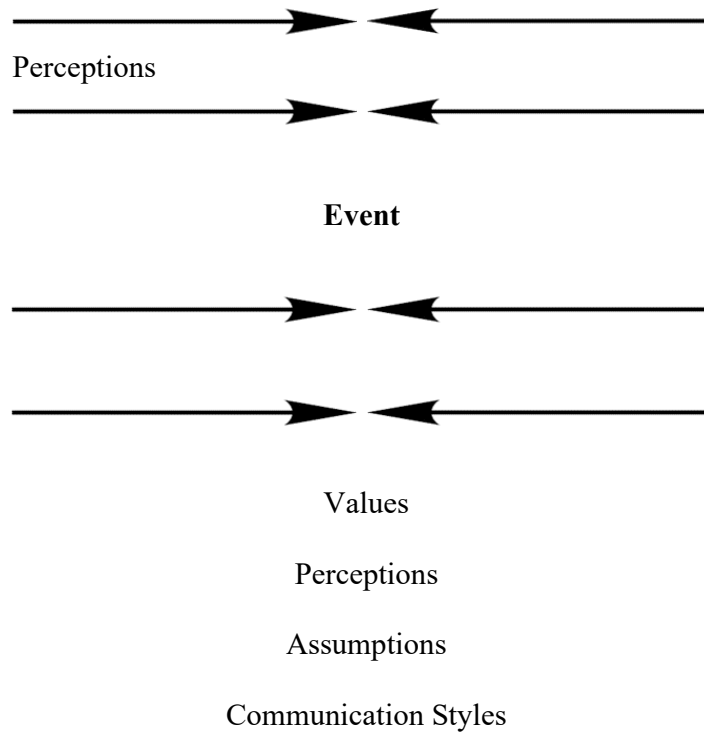 Perceptions
Event
Values
Perceptions
Assumptions
Communication Styles